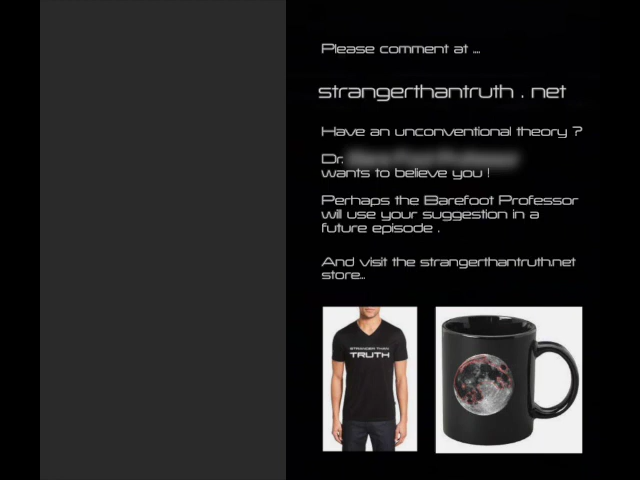 Please comment at ....
strangerthantruth . net
Have an unconventional theory ?
Dr.
wants to believe you !
Perhaps the Barefoot Professor
will use your suggestion in a
future episode .
And visit the strangerthantruth.net
store...
STRANGER THAN
TRUTH